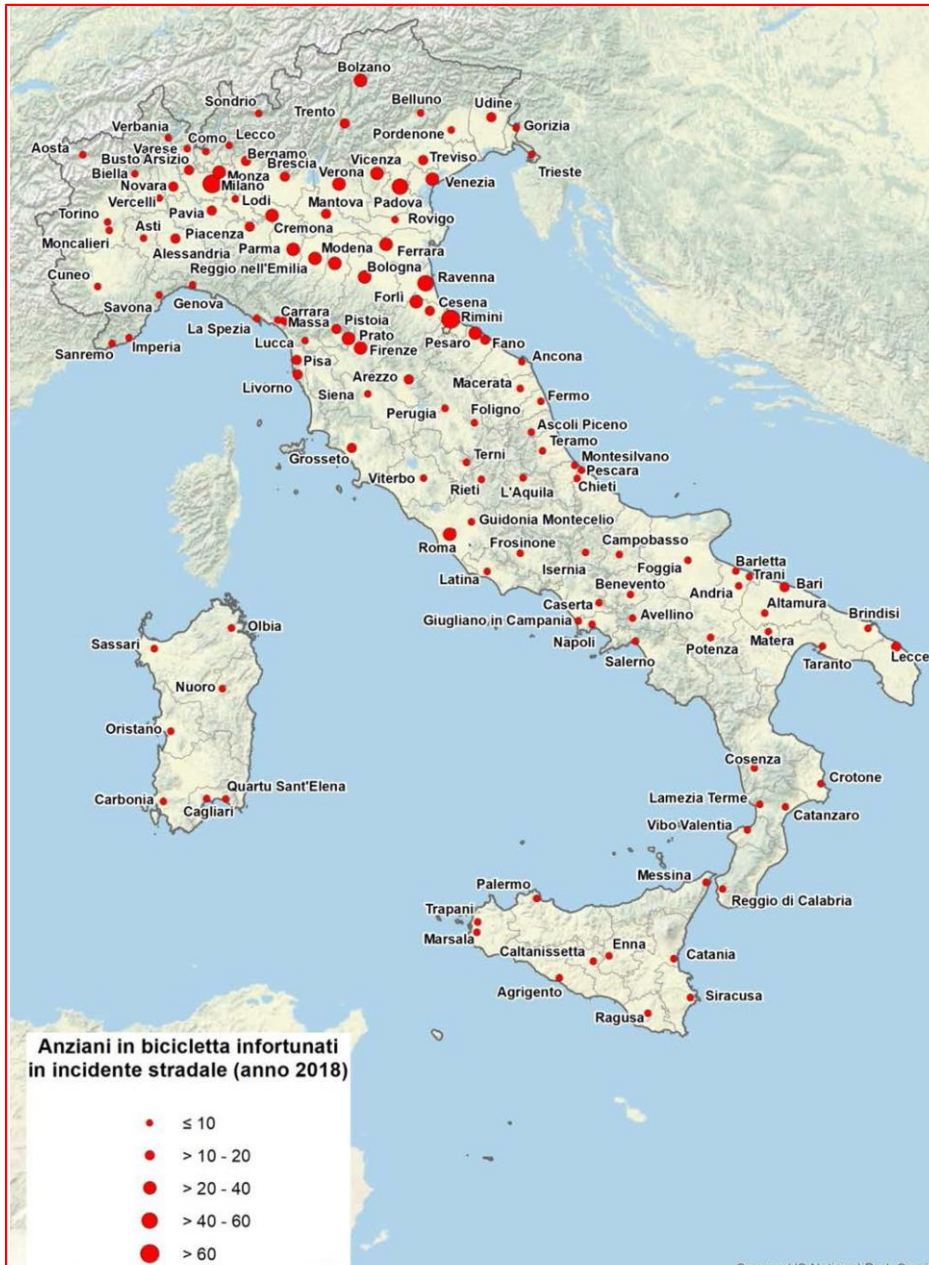 Bolzano
Sondrio
Belluno
Udine
Trento
Verbania
Pordenone
Gorizia
Como
Lecco
Aosta
Varese
Bergamo
Vicenza
Treviso
Busto Arsizio
Brescia
Trieste
Biella
Monza
Verona
Novara
Milano
Venezia
Vercelli
Lodi
Mantova
Padova
Torino
Pavia
Rovigo
Asti
Piacenza
Cremona
Moncalieri
Parma
Modena
Ferrara
Alessandria
Reggio nell'Emilia
Bologna
Cuneo
Ravenna
Savona
Genova
Forlì
Cesena
Carrara
Rimini
La Spezia
Massa
Pistoia
Prato
Pesaro
Fano
Sanremo
Imperia
Lucca
Firenze
Pisa
Ancona
Arezzo
Livorno
Macerata
Siena
Fermo
Perugia
Foligno
Ascoli Piceno
Teramo
Grosseto
Terni
Montesilvano
Pescara
Viterbo
Rieti
L'Aquila
Chieti
Guidonia Montecelio
Roma
Frosinone
Campobasso
Isernia
Foggia
Barletta
Latina
Trani
Benevento
Andria
Bari
Caserta
Altamura
Giugliano in Campania
Avellino
Brindisi
Olbia
Napoli
Matera
Sassari
Salerno
Potenza
Taranto
Lecce
Nuoro
Oristano
Cosenza
Crotone
Quartu Sant'Elena
Carbonia
Lamezia Terme
Cagliari
Catanzaro
Vibo Valentia
Messina
Palermo
Reggio di Calabria
Trapani
Marsala
Enna
Caltanissetta
Catania
Agrigento
Siracusa
Ragusa
Anziani in bicicletta infortunati
in incidente stradale (anno 2018)
≤ 10
> 10 - 20
> 20 - 40
> 40 - 60
> 60